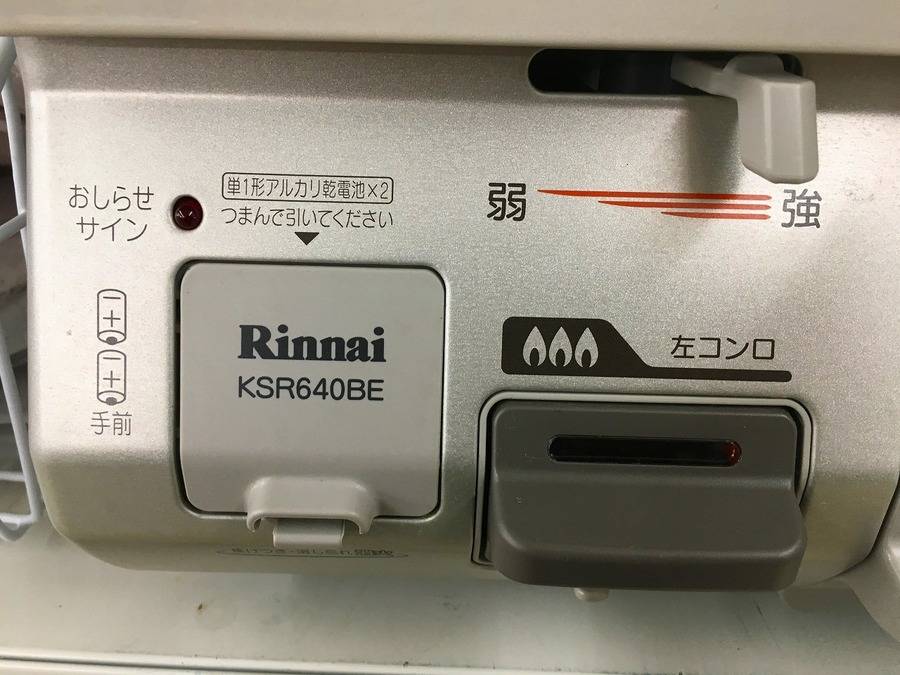 おしらせ
サイン
単1形アルカリ乾電池×2
つまんで引いてください
弱
強
Rinnai
KSR640BE
手前
左コンロ